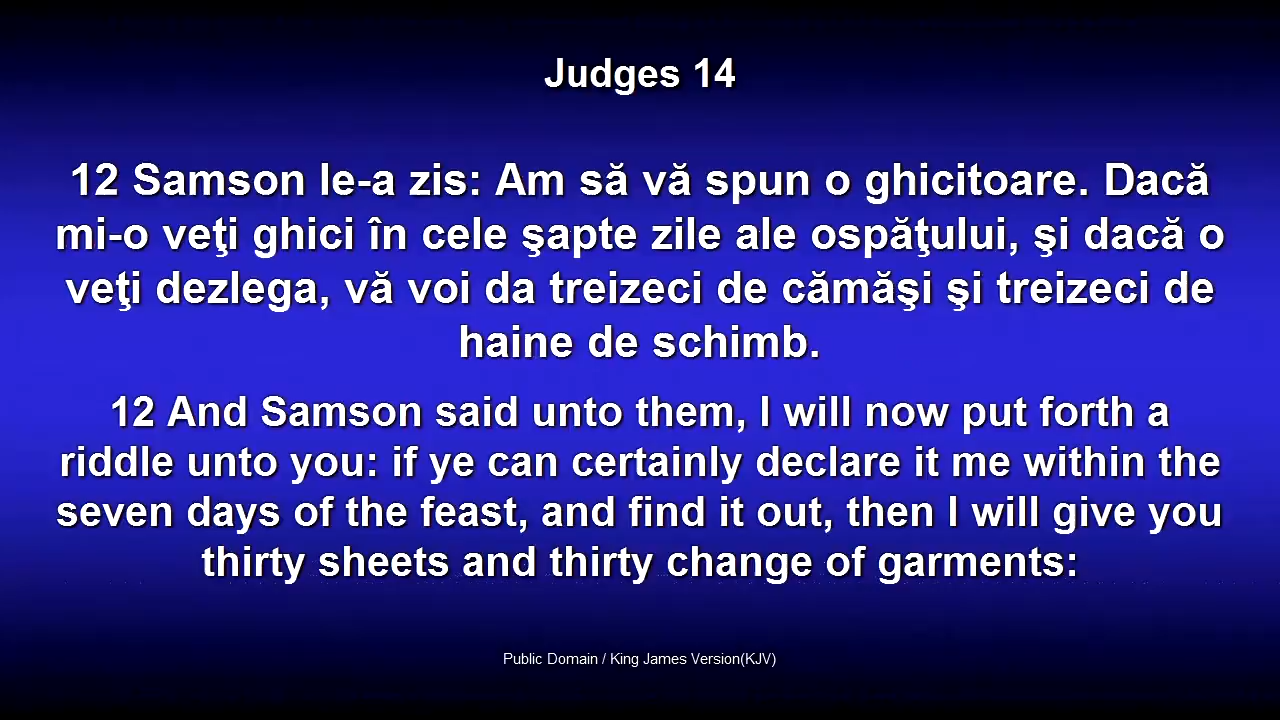 Judges 14
12 Samson le-a zis: Am să vă spun o ghicitoare. Dacă
mi-o veţi ghici în cele şapte zile ale ospăţului, şi dacă o
veţi dezlega, vă voi da treizeci de cămăşi şi treizeci de
haine de schimb.
12 And Samson said unto them, I will now put forth a
riddle unto you: if ye can certainly declare it me within the
seven days of the feast, and find it out, then I will give you
thirty sheets and thirty change of garments:
Public Domain / King James Version(KJV)